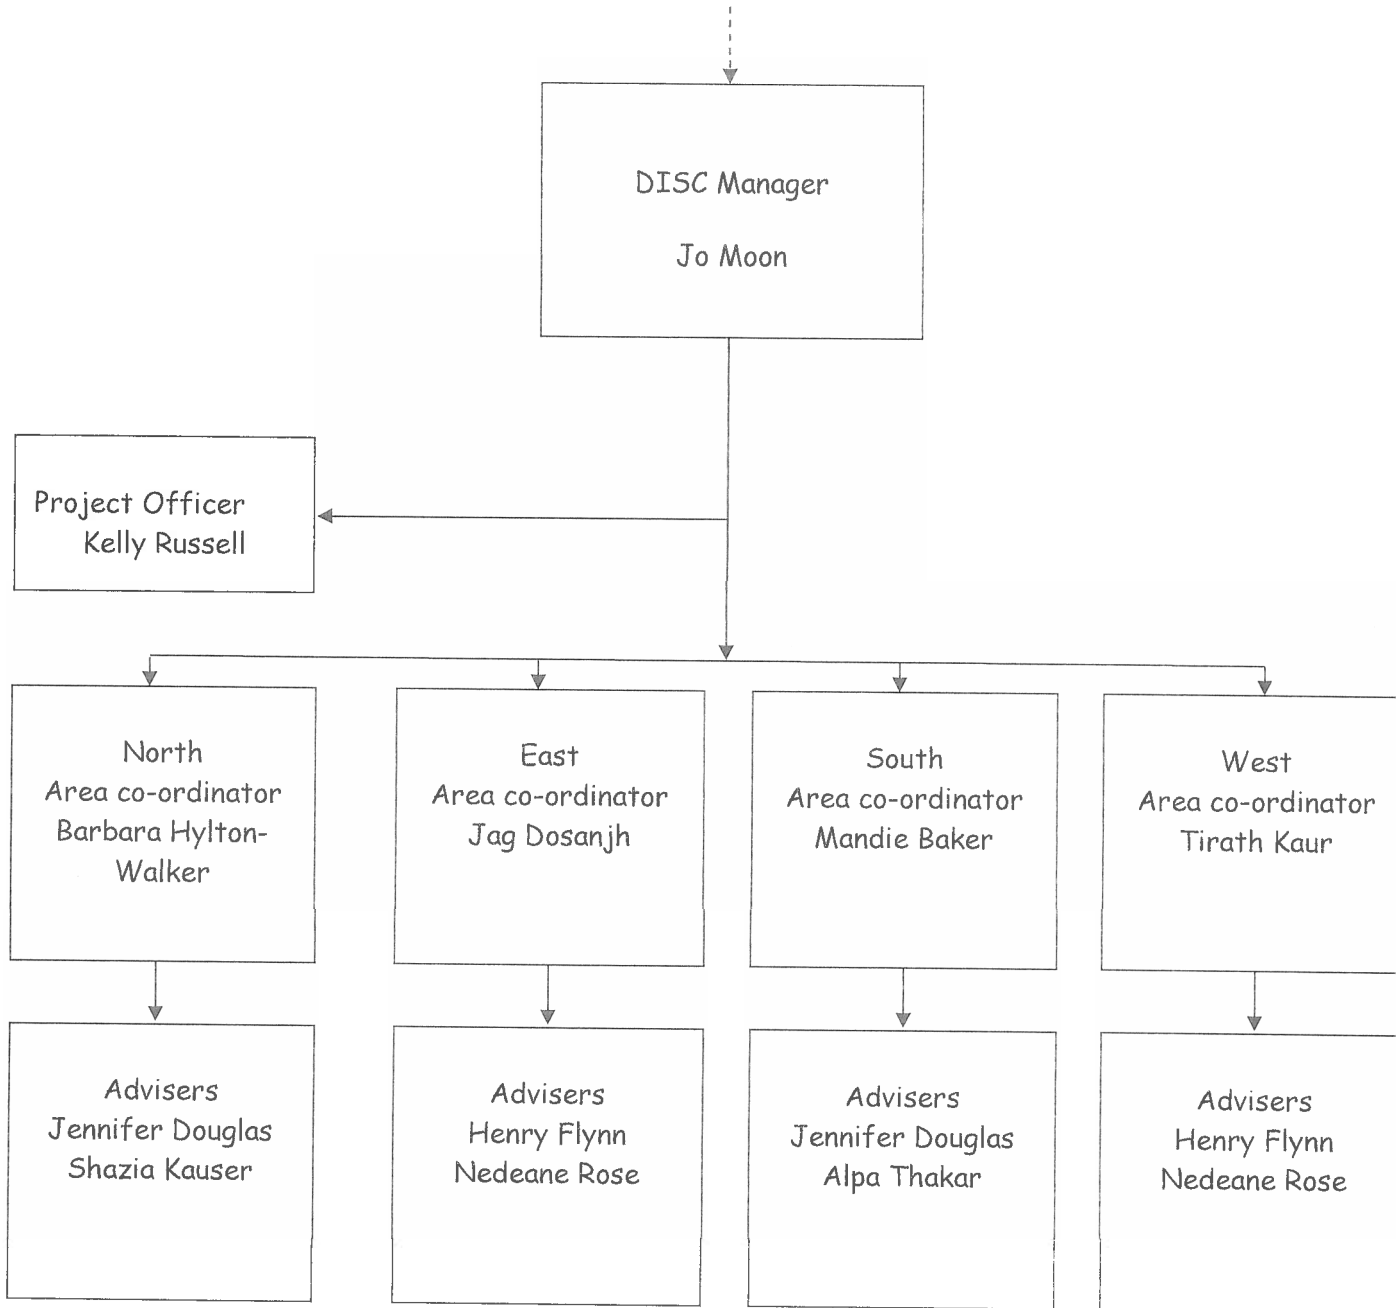 DISC Manager
Jo Moon
Project Officer
Kelly Russell
North
Area co-ordinator
Barbara Hylton-
Walker
East
Area co-ordinator
Jag Dosanjh
South
Area co-ordinator
Mandie Baker
West
Area co-ordinator
Tirath Kaur
Advisers
Jennifer Douglas
Shazia Kauser
Advisers
Henry Flynn
Nedeane Rose
Advisers
Jennifer Douglas
Alpa Thakar
Advisers
Henry Flynn
Nedeane Rose